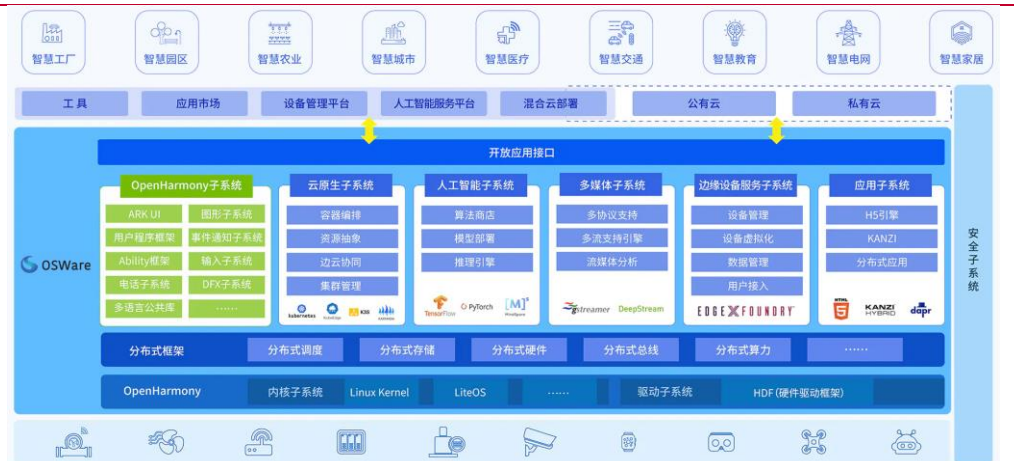 智慧工厂 智慧园区 智慧农业 智慧城市 智慧医疗 智慧交通 智慧教育 智慧电网 智慧家居
工具 应用市场 设备管理平台 人工智能服务平台 混合云部署 公有云 私有云
开放应用接口
OpenHarmony子系统 云原生子系统 人工智能子系统 多媒体子系统 边缘设备服务子系统 应用子系统
ARK UI 图形子系统 容器编排 算法商店 多协议支持 设备管理 H5引擎
用户程序框架 事件通知子系统 资源抽象 模型部署 多流支持引擎 设备虚拟化 KANZI
Ability框架 输入子系统 边云协同 推理引擎 流媒体分析 数据管理 分布式应用
电话子系统 DFX子系统 集群管理 用户接入
多语言公共库 ……
kubernetes K3S TensorFlow PyTorch [M]s gstreamer DeepStream EDGE X FOUNDRY HTML 5 KANZI HYBRID dapr
OSWare
安全子系统
分布式框架 分布式调度 分布式存储 分布式硬件 分布式总线 分布式算力 ……
OpenHarmony 内核子系统 Linux Kernel LiteOS …… 驱动子系统 HDF(硬件驱动框架)